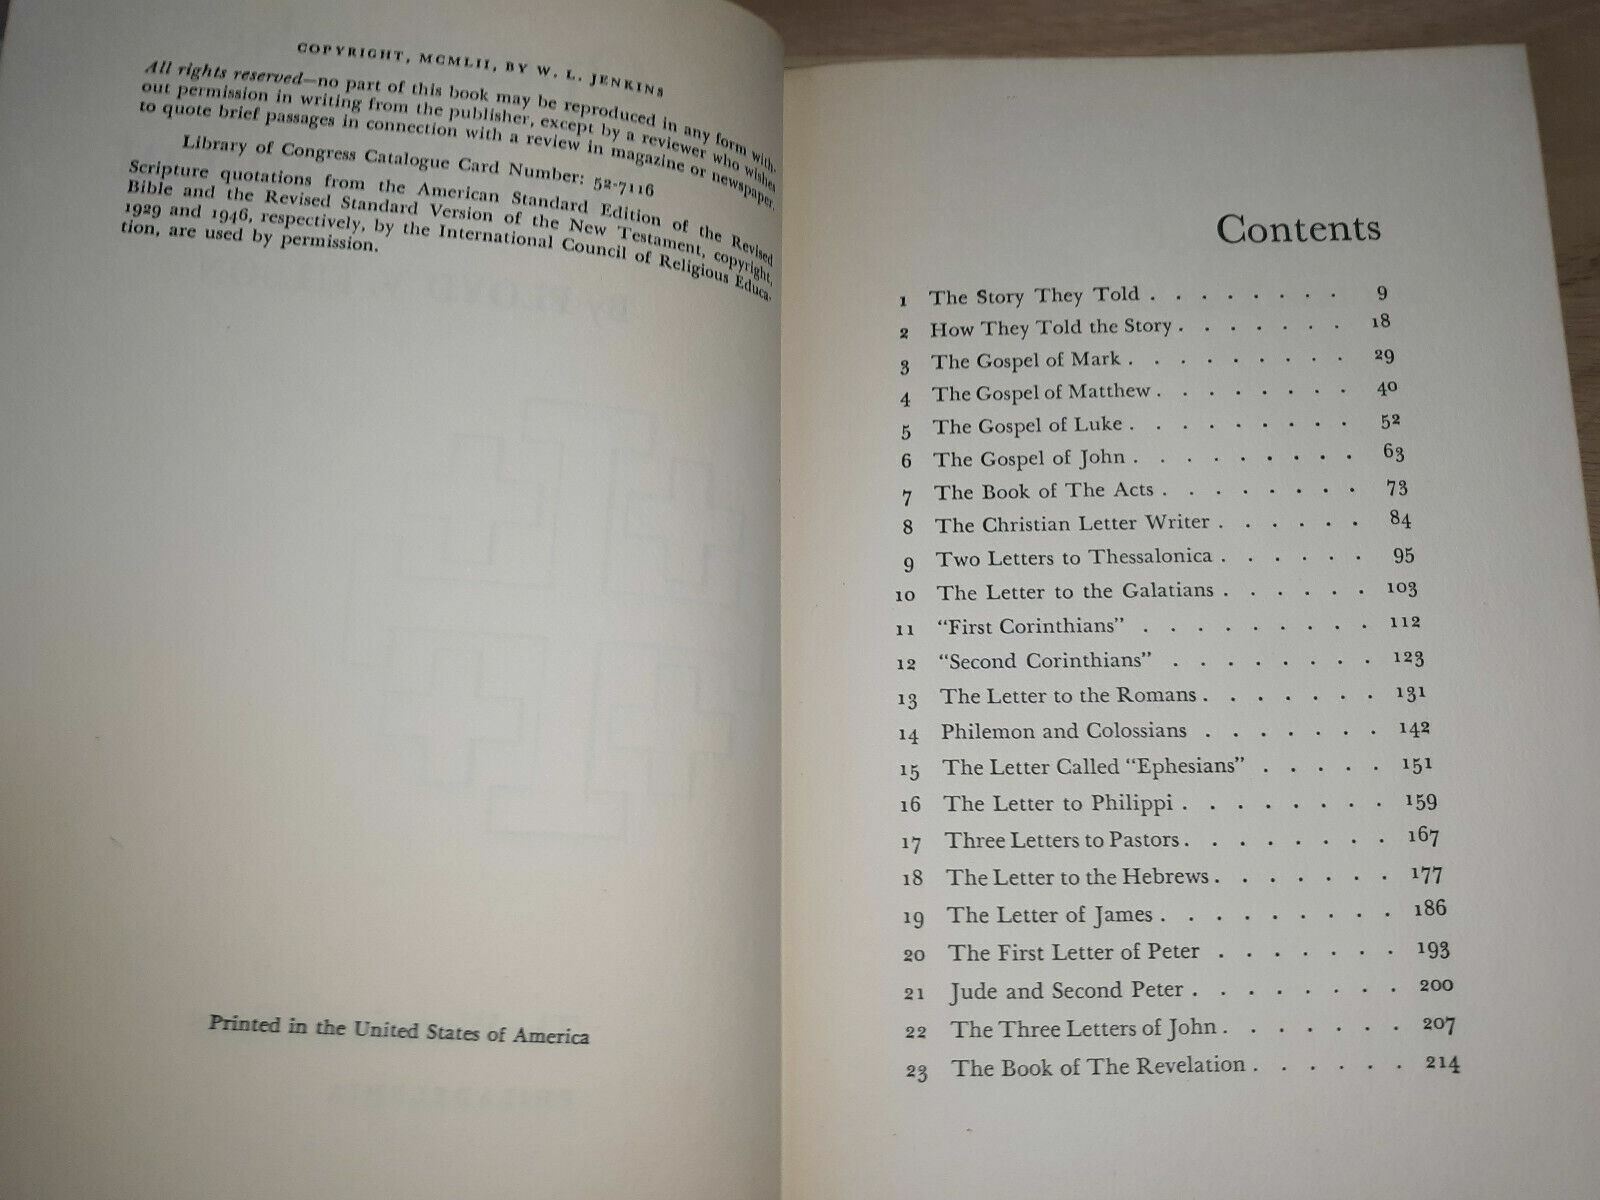 COPYRIGHT, MCMLII, BY W. L. JENKINS
All rights reserved—no part of this book may be reproduced in any form with-
out permission in writing from the publisher, except by a reviewer who wishes
to quote brief passages in connection with a review in magazine or newspaper.
Library of Congress Catalogue Card Number: 52-7116
Scripture quotations from the American Standard Edition of the Revised
Bible and the Revised Standard Version of the New Testament, copyright,
1929 and 1946, respectively, by the International Council of Religious Educa-
tion, are used by permission.
Printed in the United States of America
Contents
1 The Story They Told . . . . . . . . 9
2 How They Told the Story . . . . . . . 18
3 The Gospel of Mark . . . . . . . . . 29
4 The Gospel of Matthew . . . . . . . . 40
5 The Gospel of Luke . . . . . . . . . 52
6 The Gospel of John . . . . . . . . . 63
7 The Book of The Acts . . . . . . . . 73
8 The Christian Letter Writer . . . . . . 84
9 Two Letters to Thessalonica . . . . . . 95
10 The Letter to the Galatians . . . . . . 103
11 "First Corinthians" . . . . . . . . . 112
12 "Second Corinthians" . . . . . . . . 123
13 The Letter to the Romans . . . . . . . 131
14 Philemon and Colossians . . . . . . . 142
15 The Letter Called "Ephesians" . . . . . 151
16 The Letter to Philippi . . . . . . . . 159
17 Three Letters to Pastors . . . . . . . . 167
18 The Letter to the Hebrews . . . . . . . 177
19 The Letter of James . . . . . . . . . 186
20 The First Letter of Peter . . . . . . . 193
21 Jude and Second Peter . . . . . . . . 200
22 The Three Letters of John . . . . . . . 207
23 The Book of The Revelation . . . . . . 214